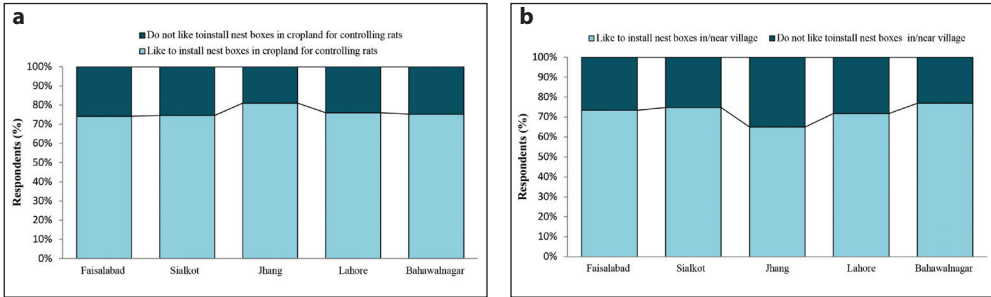 a
Do not like toinstall nest boxes in cropland for controlling rats
Like to install nest boxes in cropland for controlling rats
100%
90%
80%
70%
60%
50%
40%
30%
20%
10%
0%
Respondents (%)
Faisalabad Sialkot Jhang Lahore Bahawalnagar
b
Like to install nest boxes in/near village Do not like toinstall nest boxes in/near village
100%
90%
80%
70%
60%
50%
40%
30%
20%
10%
0%
Respondents (%)
Faisalabad Sialkot Jhang Lahore Bahawalnagar